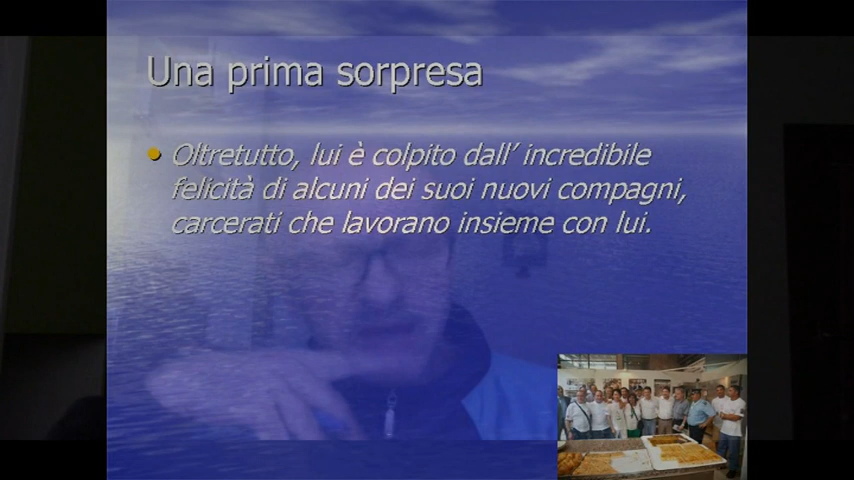 Una prima sorpresa
Oltretutto, lui è colpito dall' incredibile
felicità di alcuni dei suoi nuovi compagni,
carcerati che lavorano insieme con lui.